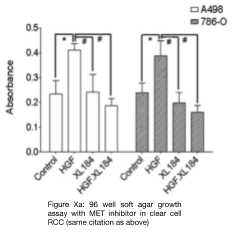 A498
786-O
Absorbance
0.5
0.4
0.3
0.2
0.1
0.0
* # #
* # #
Control HGF XL184 HGF:XL184
Control HGF XL184 HGF:XL184
Figure Xa: 96 well soft agar growth
assay with MET inhibitor in clear cell
RCC (same citation as above)